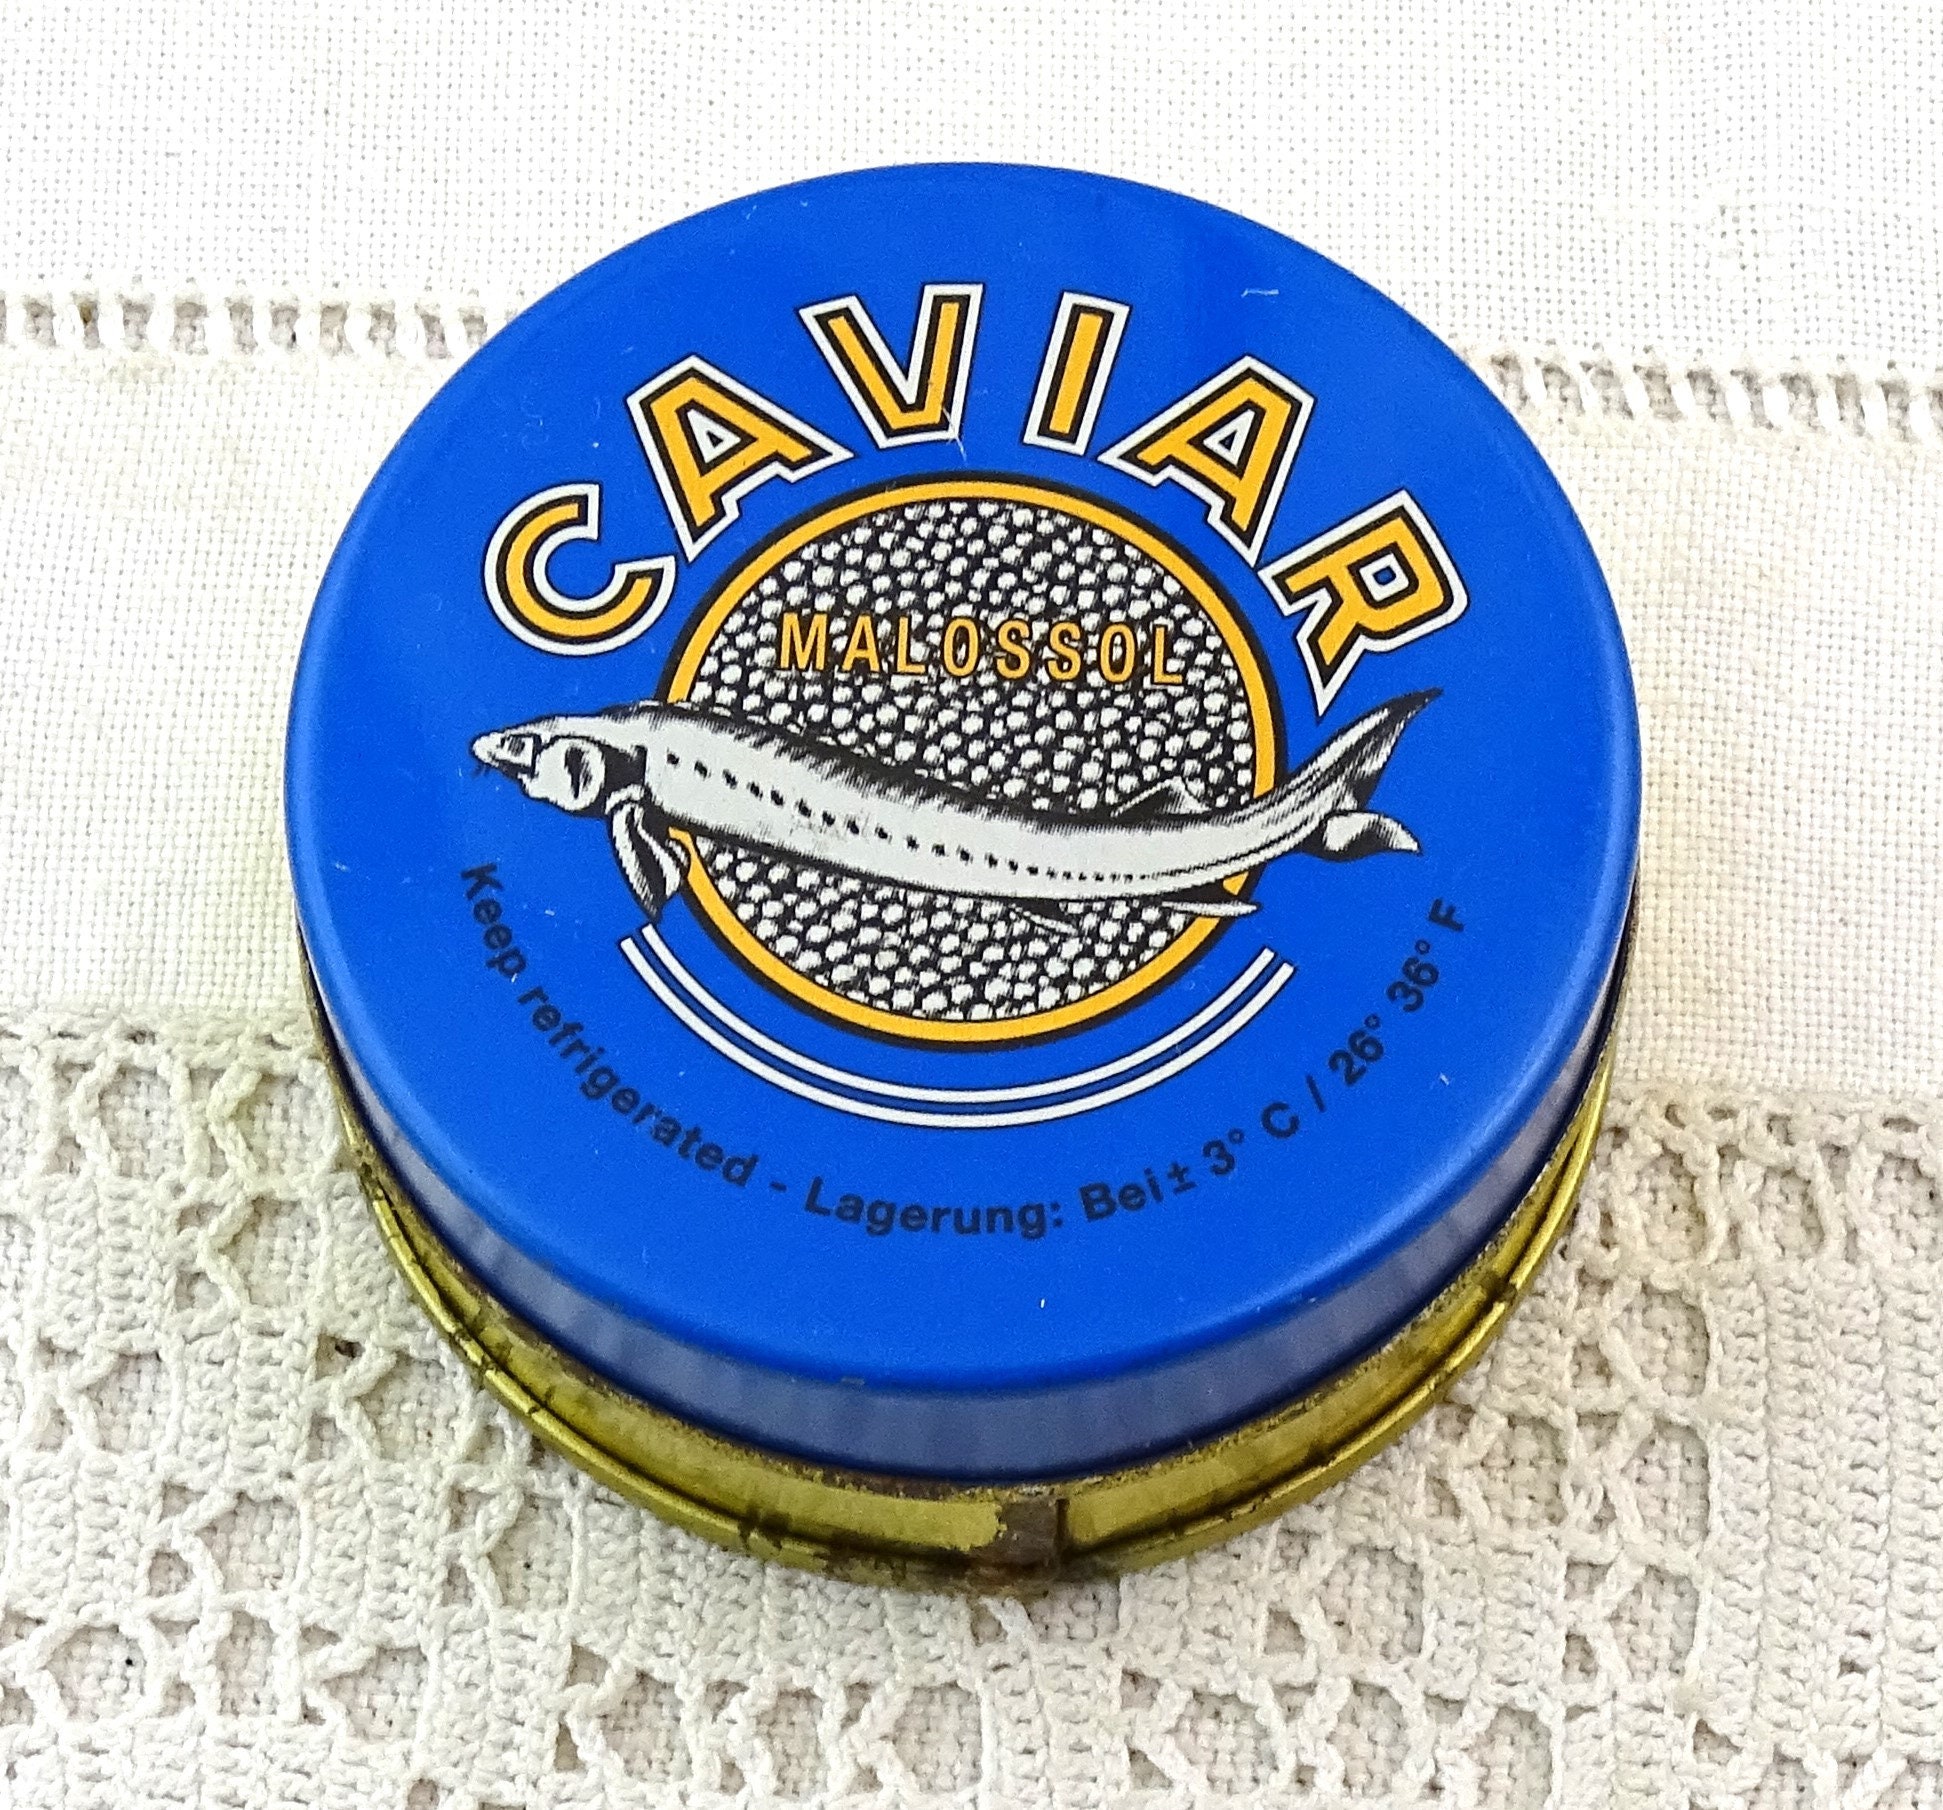 CAVIAR
MALOSSOL
Keep refrigerated - Lagerung: Bei ± 3° C / 26° 36° F